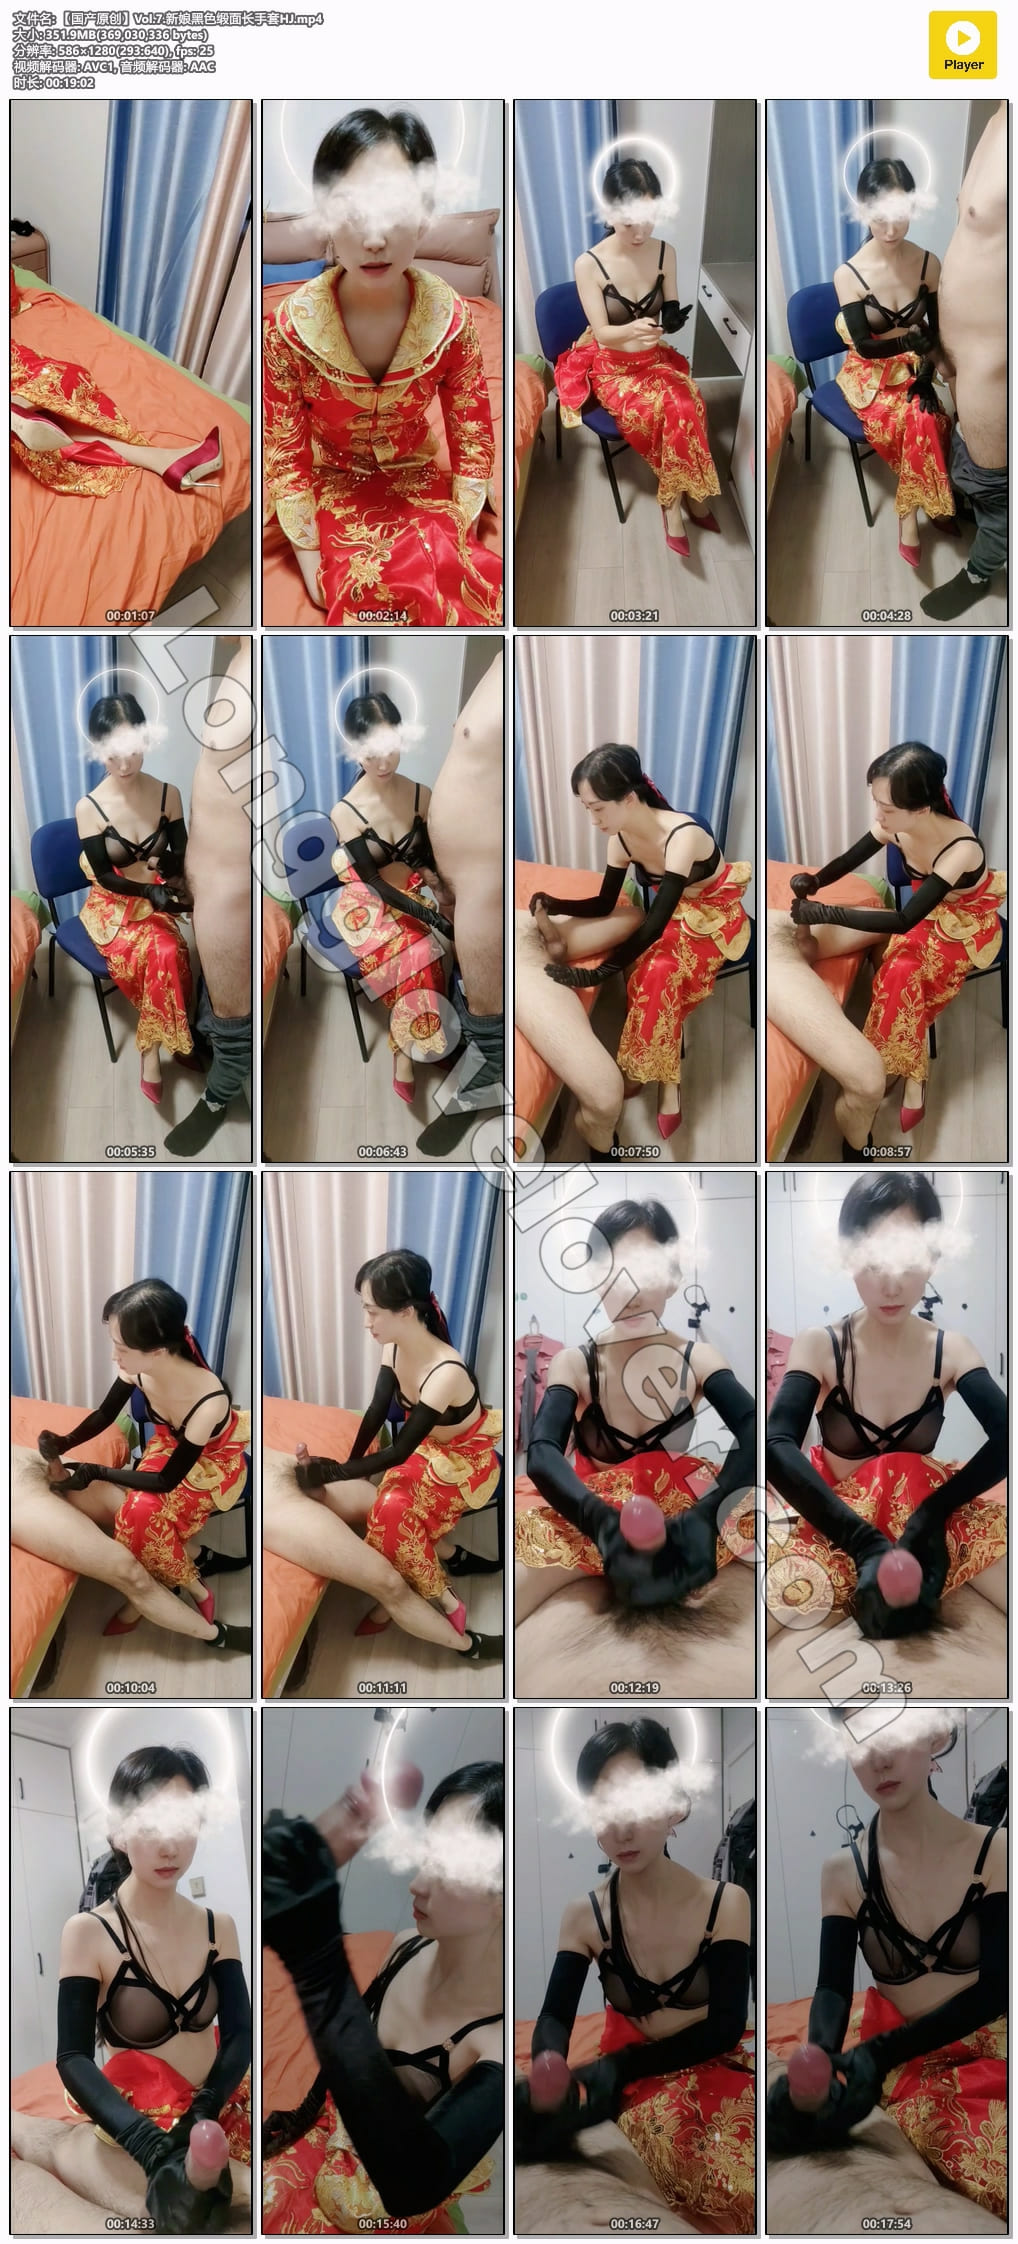 文件名: 【国产原创】Vol.7.新娘黑色缎面长手套HJ.mp4
大小: 351.9MB(369,030,336 bytes)
分辨率: 586×1280(293:640), fps: 25
视频解码器: AVC1, 音频解码器: AAC
时长: 00:19:02
Player
00:01:07
00:02:14
00:03:21
00:04:28
00:05:35
00:06:43
00:07:50
00:08:57
00:10:04
00:11:11
00:12:19
00:13:26
00:14:33
00:15:40
00:16:47
00:17:54
Longglovelover.com